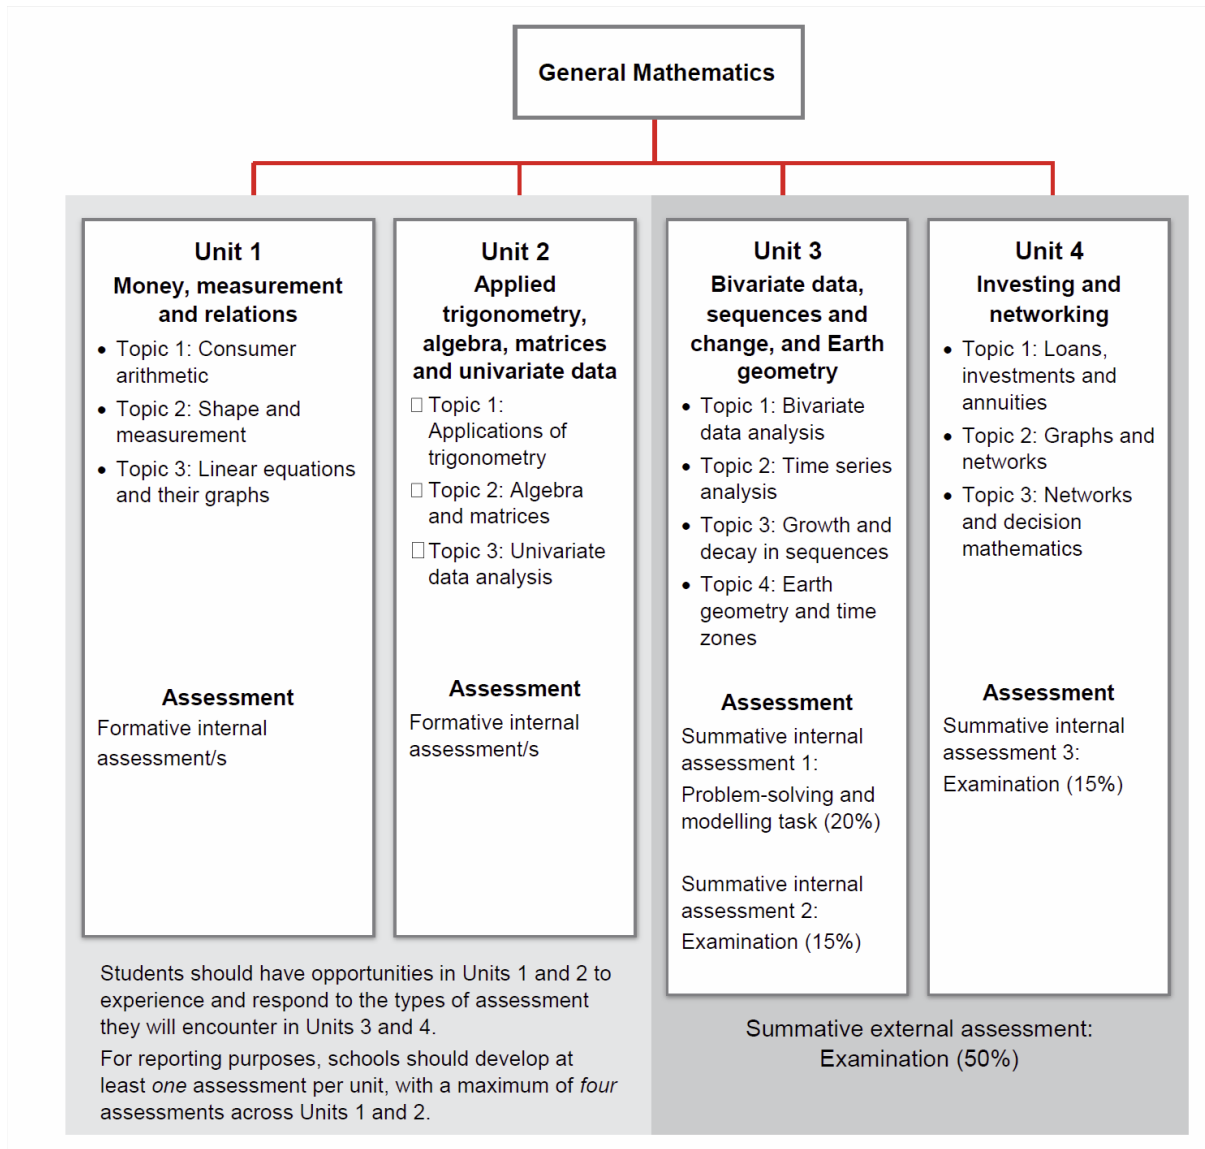 General Mathematics
Unit 1
Money, measurement
and relations
• Topic 1: Consumer
arithmetic
• Topic 2: Shape and
measurement
• Topic 3: Linear equations
and their graphs
Assessment
Formative internal
assessment/s
Unit 2
Applied
trigonometry,
algebra, matrices
and univariate data
□ Topic 1:
Applications of
trigonometry
□ Topic 2: Algebra
and matrices
□ Topic 3: Univariate
data analysis
Assessment
Formative internal
assessment/s
Unit 3
Bivariate data,
sequences and
change, and Earth
geometry
• Topic 1: Bivariate
data analysis
• Topic 2: Time series
analysis
• Topic 3: Growth and
decay in sequences
• Topic 4: Earth
geometry and time
zones
Assessment
Summative internal
assessment 1:
Problem-solving and
modelling task (20%)
Summative internal
assessment 2:
Examination (15%)
Unit 4
Investing and
networking
• Topic 1: Loans,
investments and
annuities
• Topic 2: Graphs and
networks
• Topic 3: Networks
and decision
mathematics
Assessment
Summative internal
assessment 3:
Examination (15%)
Students should have opportunities in Units 1 and 2 to
experience and respond to the types of assessment
they will encounter in Units 3 and 4.
For reporting purposes, schools should develop at
least one assessment per unit, with a maximum of four
assessments across Units 1 and 2.
Summative external assessment:
Examination (50%)